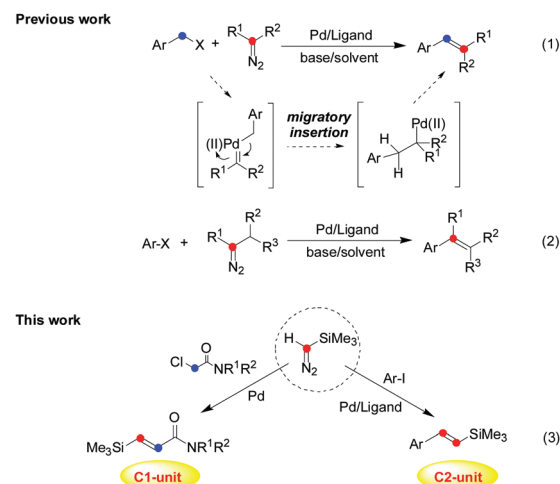 Previous work
Ar X + R¹ R² N₂ Pd/Ligand base/solvent Ar R¹ R² (1)
Ar (II)Pd R¹ R² migratory insertion Pd(II) H R² R¹ Ar H
Ar-X + R¹ R² R³ N₂ Pd/Ligand base/solvent R¹ Ar R² R³ (2)
This work
H SiMe₃ N₂
Cl O NR¹R² Pd
Ar-I Pd/Ligand
Me₃Si O NR¹R² Ar SiMe₃ (3)
C1-unit C2-unit